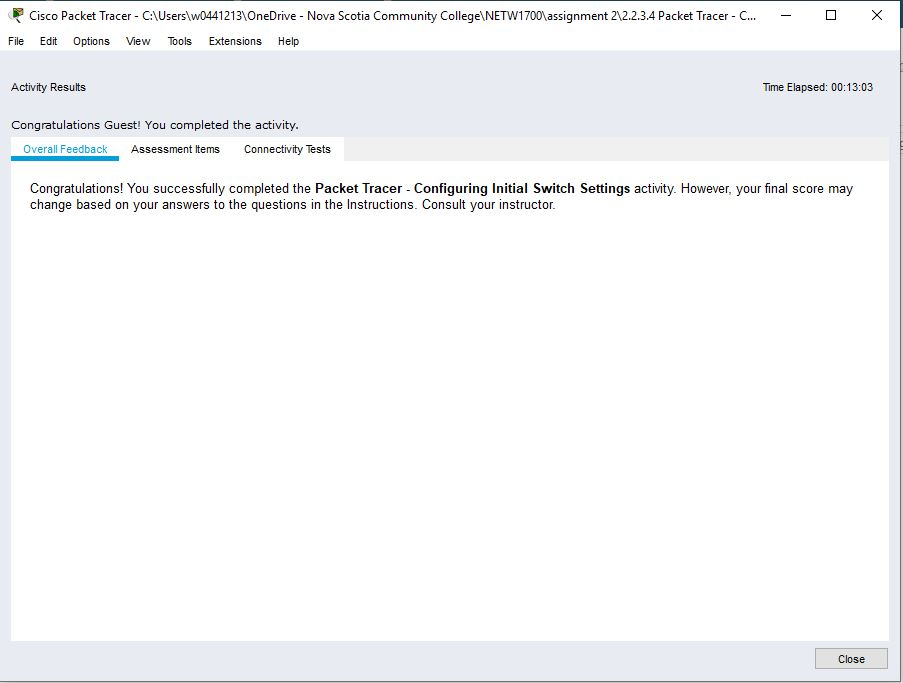 Cisco Packet Tracer - C:\Users\w0441213\OneDrive - Nova Scotia Community College\NETW1700\assignment 2\2.2.3.4 Packet Tracer - C...
File Edit Options View Tools Extensions Help
Activity Results Time Elapsed: 00:13:03
Congratulations Guest! You completed the activity.
Overall Feedback Assessment Items Connectivity Tests
Congratulations! You successfully completed the Packet Tracer - Configuring Initial Switch Settings activity. However, your final score may
change based on your answers to the questions in the Instructions. Consult your instructor.
Close